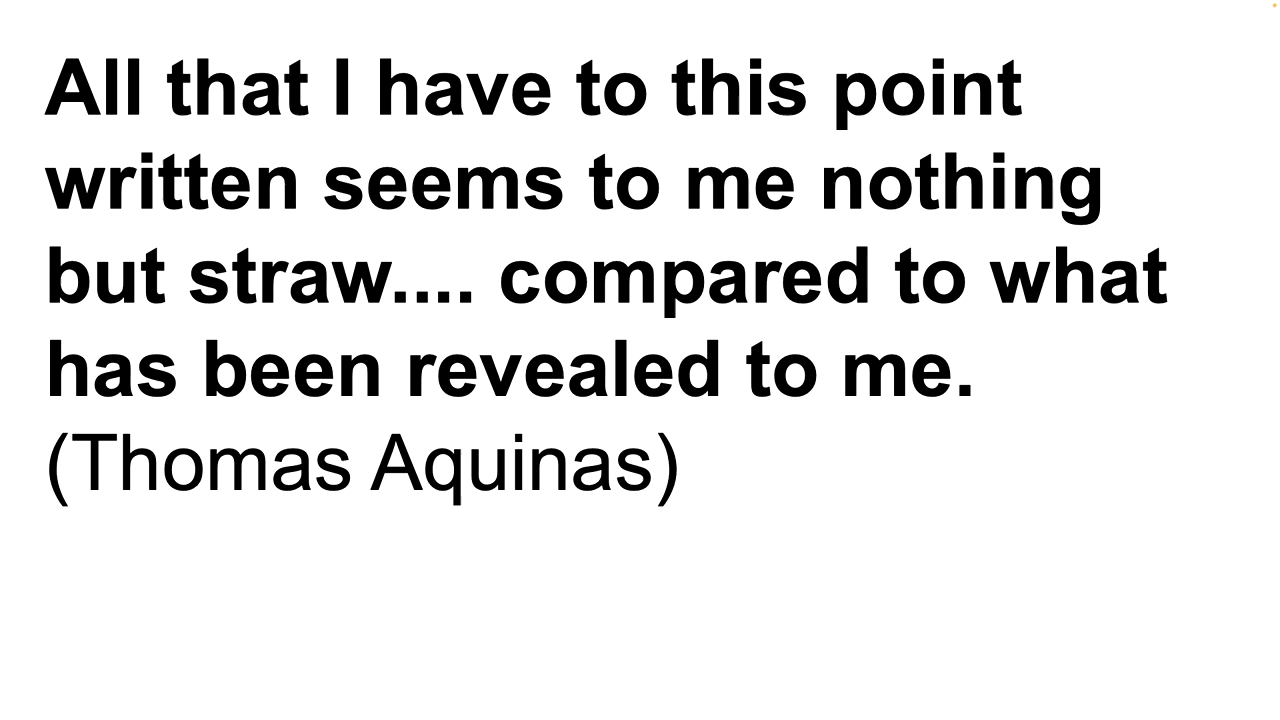 All that I have to this point
written seems to me nothing
but straw.... compared to what
has been revealed to me.
(Thomas Aquinas)